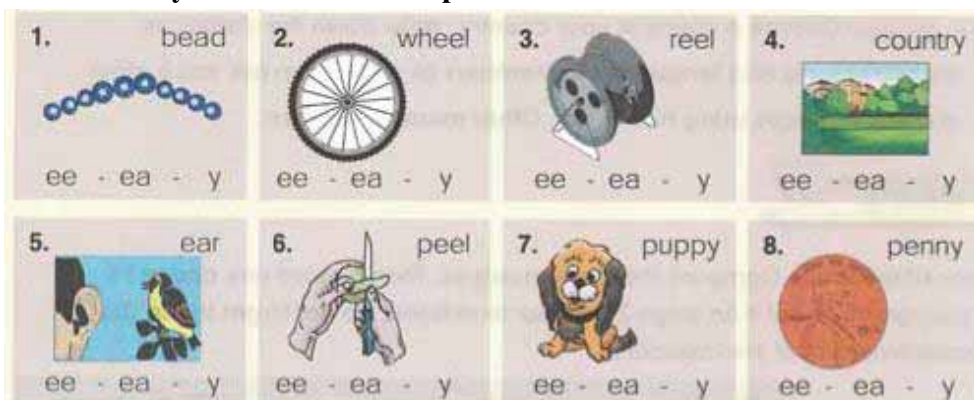 1. bead 2. wheel 3. reel 4. country
ee - ea - y ee - ea - y ee - ea - y ee - ea - y
5. ear 6. peel 7. puppy 8. penny
ee - ea - y ee - ea - y ee - ea - y ee - ea - y